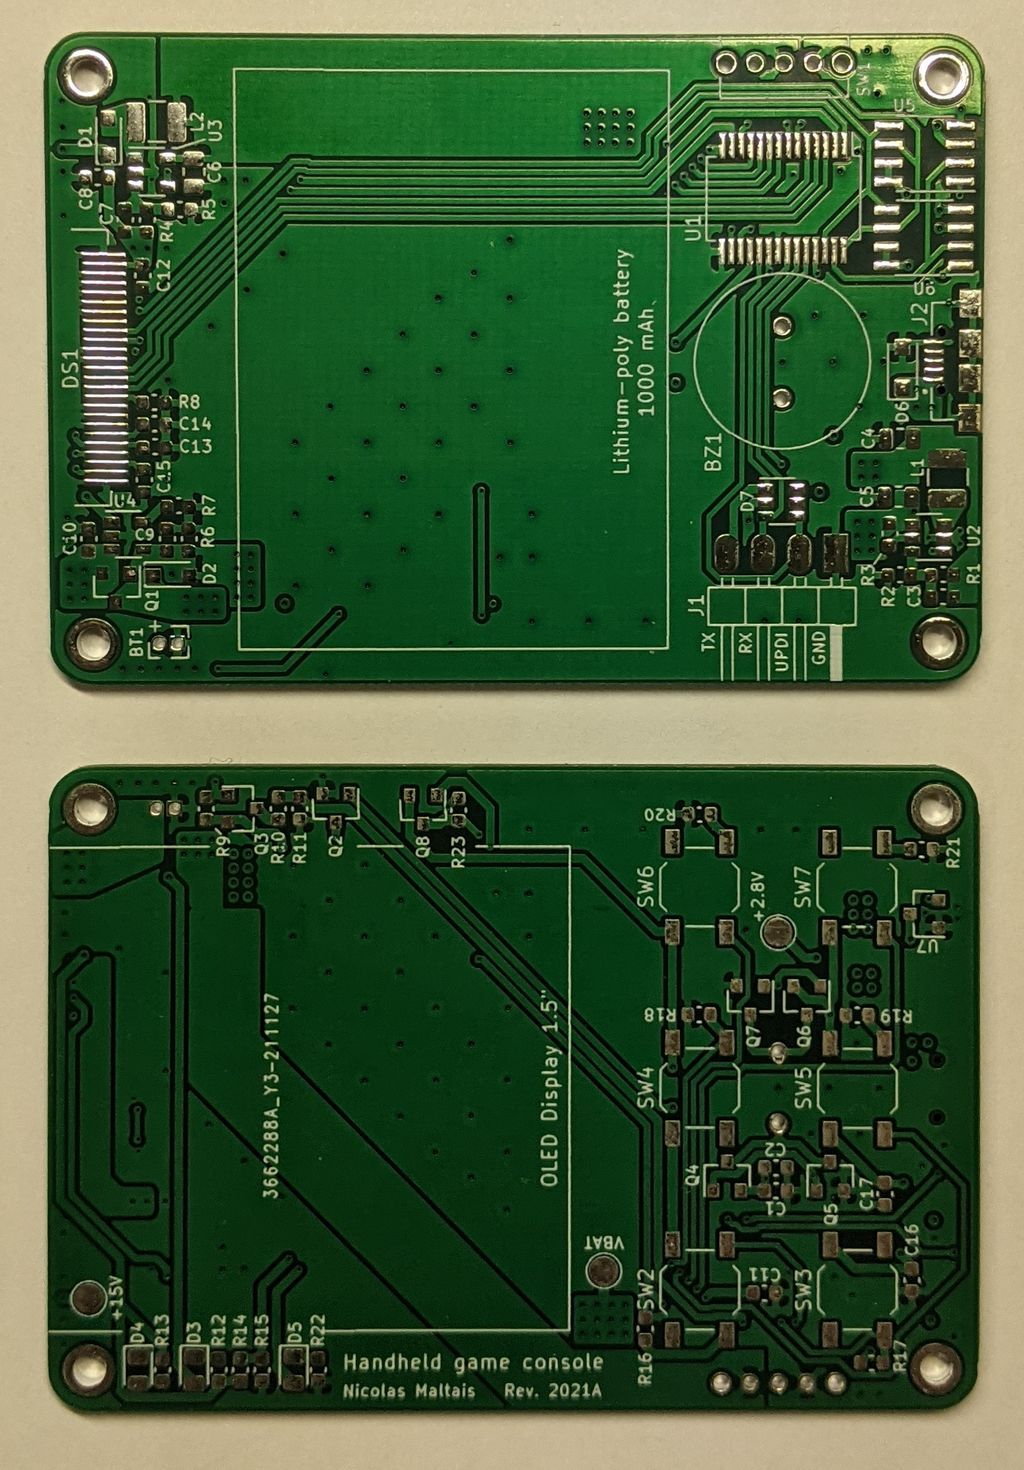 SW1
D1
L2
U3
U5
C8
C6
C7
R4
R5
U1
C12
DS1
U6
J2
Lithium-poly battery
1000 mAh
R8
C14
C13
D6
BZ1
C4
L1
C15
U4
R7
D7
C5
C10
C9
R6
U2
D2
R3
R2
C3
R1
Q1
BT1
+
J1
TX
RX
UPDI
GND
R20
R9
Q3
R10
R11
Q2
Q8
R23
SW6
SW7
R21
+2.8V
U7
3662288A_Y3-211127
OLED Display 1.5"
R18
Q7
Q6
R19
SW4
SW5
C2
Q4
C1
Q5
C17
VBAT
C16
SW2
C11
SW3
+15V
D4
R13
D3
R12
R14
R15
D5
R22
R16
R17
Handheld game console
Nicolas Maltais Rev. 2021A